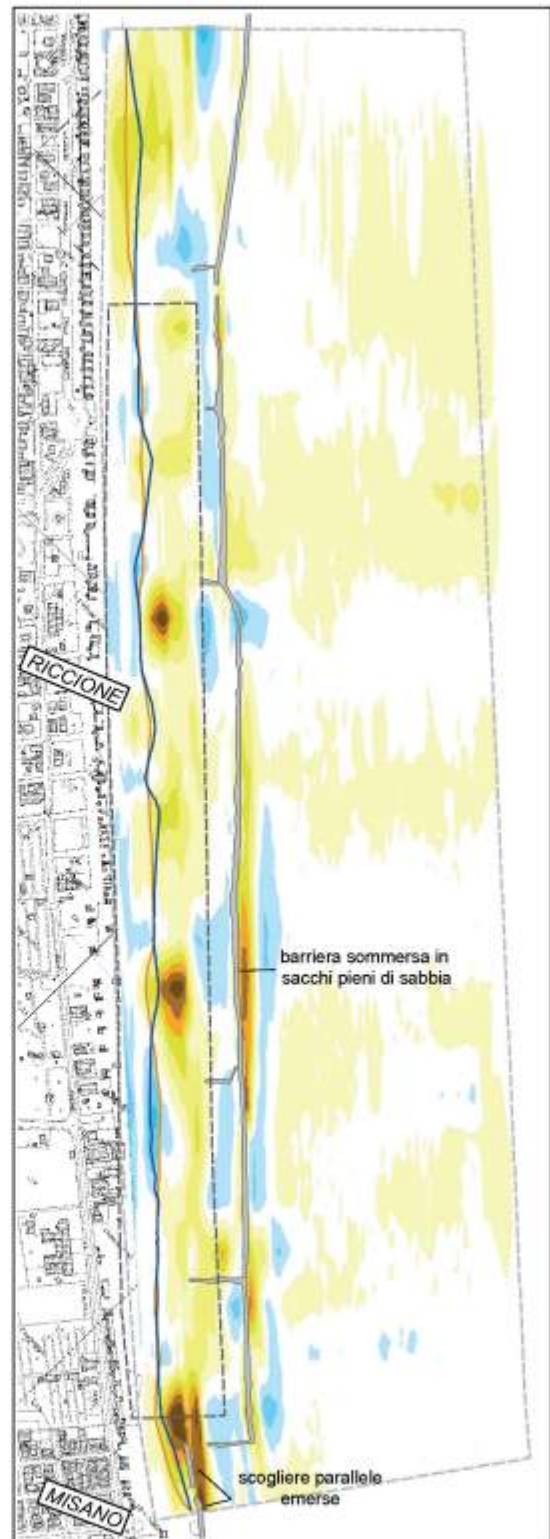 RICCIONE
barriera sommersa in
sacchi pieni di sabbia
scogliere parallele
emerse
MISANO